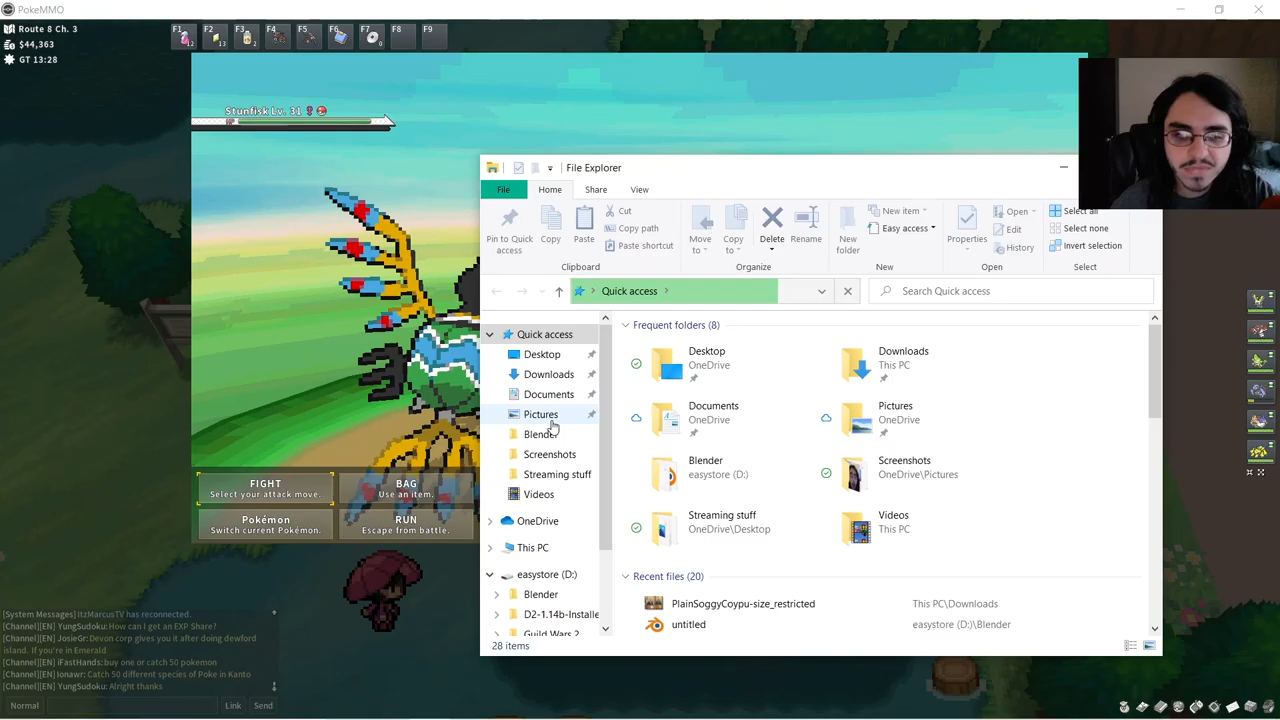 PokeMMO
Route 8 Ch. 3
$44,363
GT 13:28
F1 F2 F3 F4 F5 F6 F7 F8 F9
12 13 2 0
Stunfisk Lv. 31
HP
File Explorer
File Home Share View
Pin to Quick access
Copy
Paste
Cut
Copy path
Paste shortcut
Clipboard
Move to
Copy to
Delete
Rename
Organize
New folder
New item
Easy access
New
Properties
Open
Edit
History
Open
Select all
Select none
Invert selection
Select
Quick access
Search Quick access
Quick access
Desktop
Downloads
Documents
Pictures
Blender
Screenshots
Streaming stuff
Videos
OneDrive
This PC
easystore (D:)
Blender
D2-1.14b-Installe
Guild Wars 2
Frequent folders (8)
Desktop
OneDrive
Downloads
This PC
Documents
OneDrive
Pictures
OneDrive
Blender
easystore (D:)
Screenshots
OneDrive\Pictures
Streaming stuff
OneDrive\Desktop
Videos
This PC
Recent files (20)
PlainSoggyCoypu-size_restricted This PC\Downloads
untitled easystore (D:)\Blender
28 items
FIGHT
Select your attack move.
BAG
Use an item.
Pokémon
Switch current Pokémon.
RUN
Escape from battle.
[System Messages] ItzMarcusTV has reconnected.
[Channel][EN] YungSudoku: How can I get an EXP Share?
[Channel][EN] JosieGr: Devon corp gives you it after doing dewford
island. If you're in Emerald
[Channel][EN] iFastHands: buy one or catch 50 pokemon
[Channel][EN] Ionawr: Catch 50 different species of Poke in Kanto
[Channel][EN] YungSudoku: Alright thanks
Normal Link Send